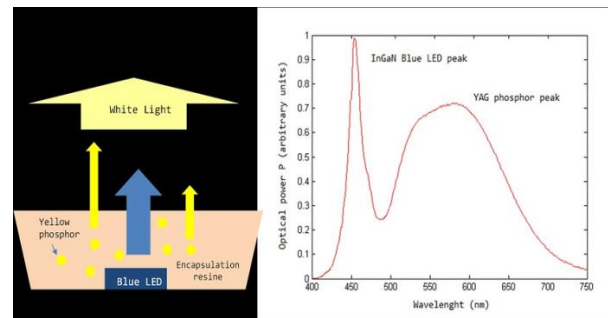 White Light
Yellow
phosphor
Encapsulation
resine
Blue LED
InGaN Blue LED peak
YAG phosphor peak
Optical power P (arbitrary units)
1
0.9
0.8
0.7
0.6
0.5
0.4
0.3
0.2
0.1
0
400 450 500 550 600 650 700 750
Wavelenght (nm)